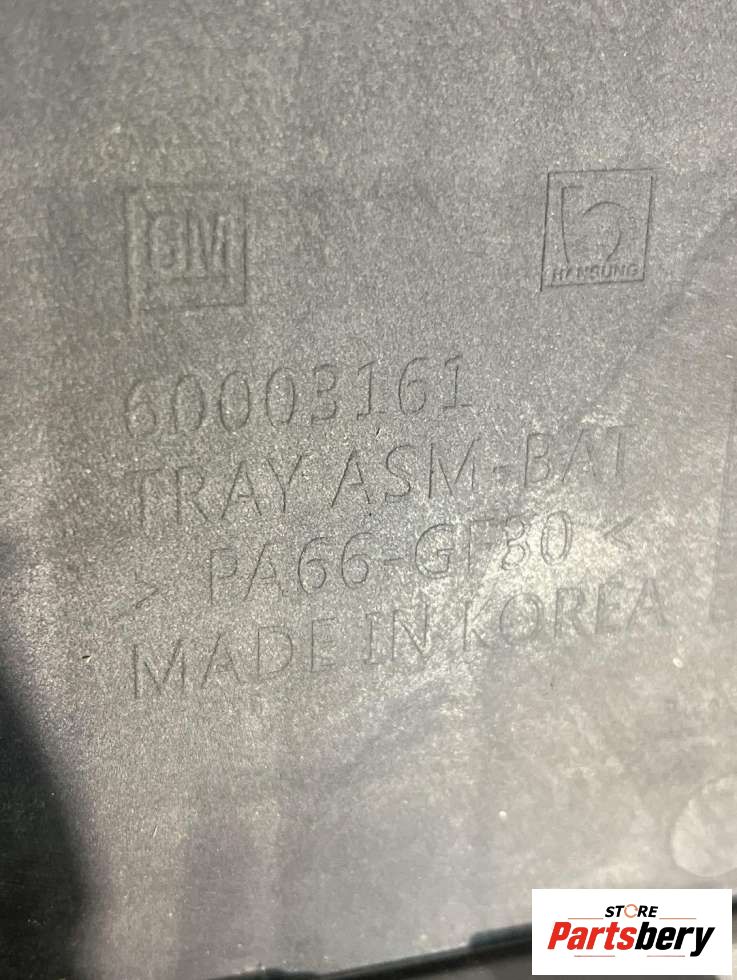 GM
HANSUNG
60003161
TRAY ASM-BAT
> PA66-GF30 <
MADE IN KOREA
STORE
Partsbery